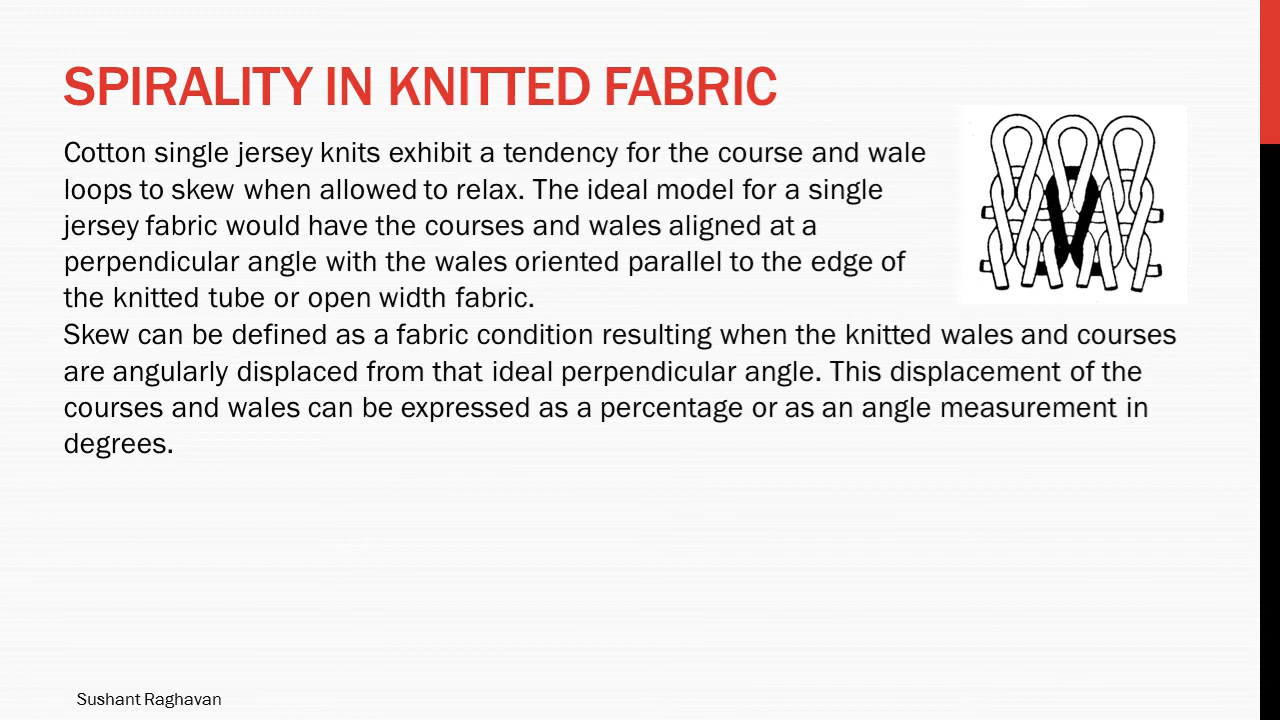 SPIRALITY IN KNITTED FABRIC
Cotton single jersey knits exhibit a tendency for the course and wale
loops to skew when allowed to relax. The ideal model for a single
jersey fabric would have the courses and wales aligned at a
perpendicular angle with the wales oriented parallel to the edge of
the knitted tube or open width fabric.
Skew can be defined as a fabric condition resulting when the knitted wales and courses
are angularly displaced from that ideal perpendicular angle. This displacement of the
courses and wales can be expressed as a percentage or as an angle measurement in
degrees.
Sushant Raghavan